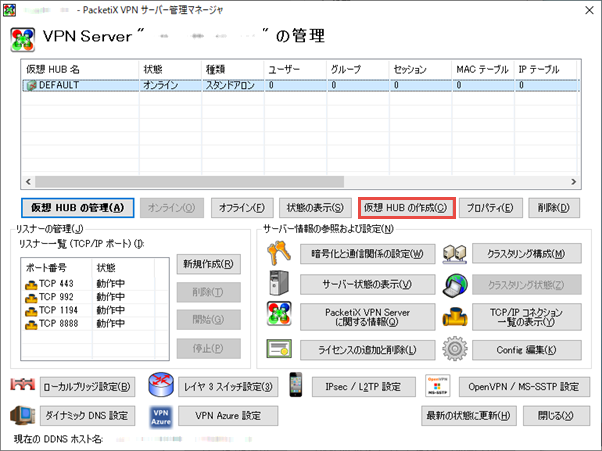 - PacketiX VPN サーバー管理マネージャ
VPN Server " " の管理
仮想 HUB 名 状態 種類 ユーザー グループ セッション MAC テーブル IP テーブル
DEFAULT オンライン スタンドアロン 0 0 0 0 0
仮想 HUB の管理(A) オンライン(O) オフライン(F) 状態の表示(S) 仮想 HUB の作成(C) プロパティ(E) 削除(D)
リスナーの管理(J)
リスナー一覧 (TCP/IP ポート) (I):
ポート番号 状態
TCP 443 動作中
TCP 992 動作中
TCP 1194 動作中
TCP 8888 動作中
新規作成(R)
削除(T)
開始(G)
停止(P)
サーバー情報の参照および設定(N)
暗号化と通信関係の設定(W) クラスタリング構成(M)
サーバー状態の表示(V) クラスタリング状態(Z)
PacketiX VPN Server
に関する情報(Q)
TCP/IP コネクション
一覧の表示(Y)
ライセンスの追加と削除(L) Config 編集(K)
ローカルブリッジ設定(B) レイヤ 3 スイッチ設定(3) IPsec / L2TP 設定 OpenVPN MS-SSTP OpenVPN / MS-SSTP 設定
ダイナミック DNS 設定 VPN Azure VPN Azure 設定 最新の状態に更新(H) 閉じる(X)
現在の DDNS ホスト名: